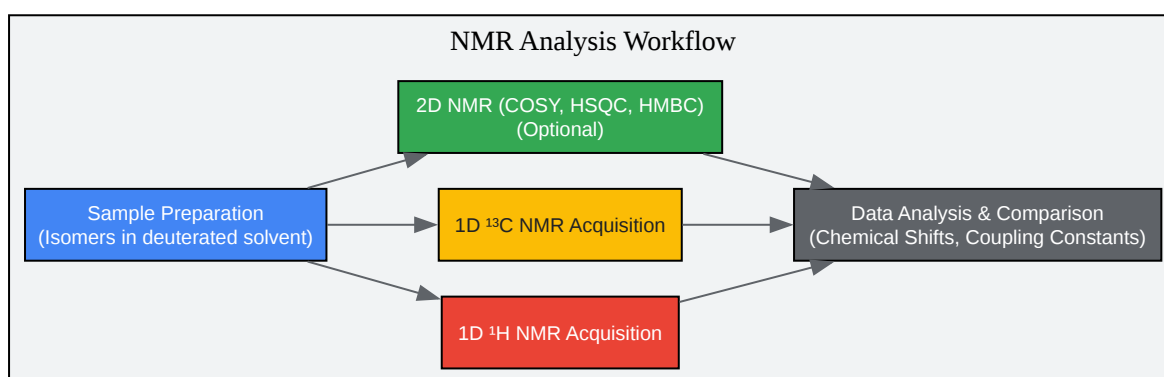 NMR Analysis Workflow
2D NMR (COSY, HSQC, HMBC)
(Optional)
Sample Preparation
(Isomers in deuterated solvent)
1D ¹³C NMR Acquisition
Data Analysis & Comparison
(Chemical Shifts, Coupling Constants)
1D ¹H NMR Acquisition